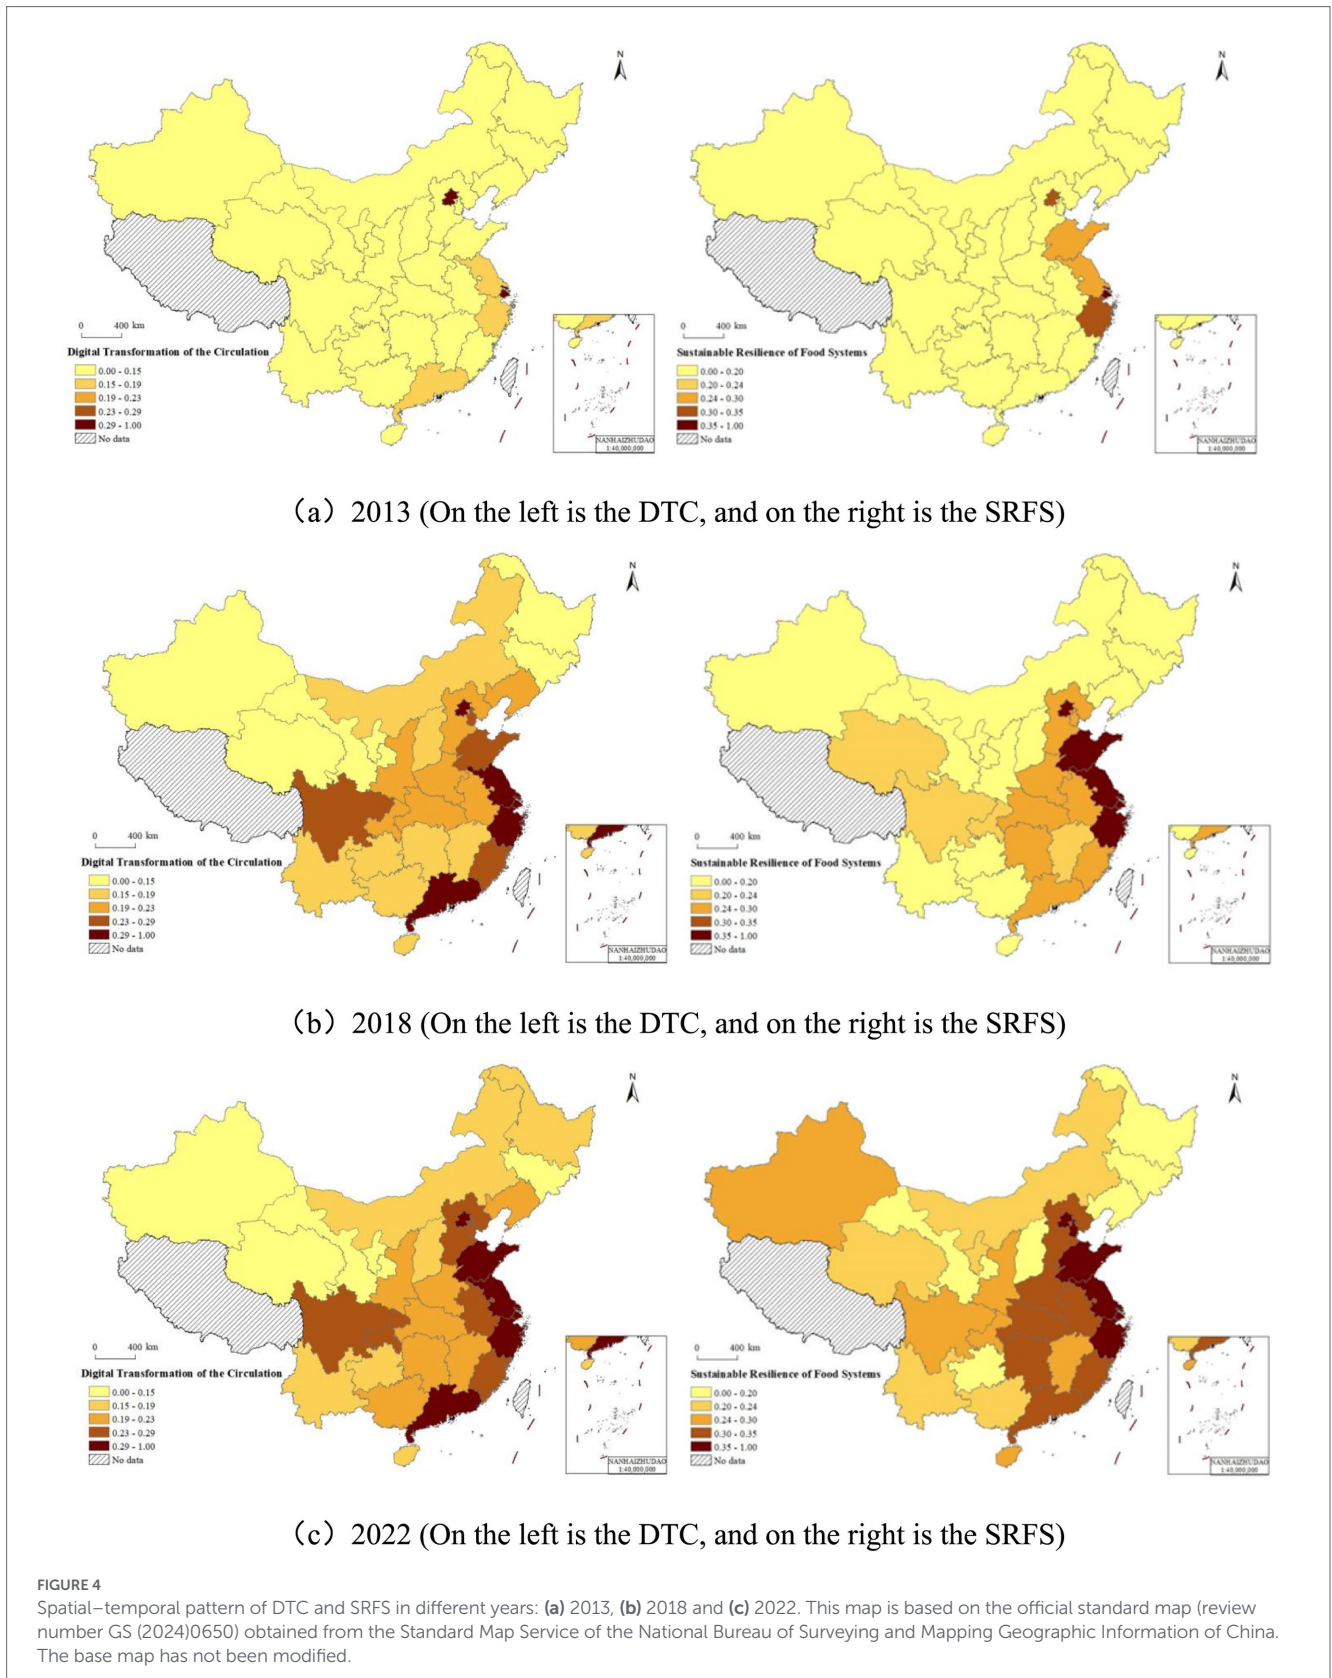 N
N
0 400 km
Digital Transformation of the Circulation
0.00 - 0.15
0.15 - 0.19
0.19 - 0.23
0.23 - 0.29
0.29 - 1.00
No data
NANHAIZHUDAO
1:40,000,000
0 400 km
Sustainable Resilience of Food Systems
0.00 - 0.20
0.20 - 0.24
0.24 - 0.30
0.30 - 0.35
0.35 - 1.00
No data
NANHAIZHUDAO
1:40,000,000
（a）2013 (On the left is the DTC, and on the right is the SRFS)
N
N
0 400 km
Digital Transformation of the Circulation
0.00 - 0.15
0.15 - 0.19
0.19 - 0.23
0.23 - 0.29
0.29 - 1.00
No data
NANHAIZHUDAO
1:40,000,000
0 400 km
Sustainable Resilience of Food Systems
0.00 - 0.20
0.20 - 0.24
0.24 - 0.30
0.30 - 0.35
0.35 - 1.00
No data
NANHAIZHUDAO
1:40,000,000
（b）2018 (On the left is the DTC, and on the right is the SRFS)
N
N
0 400 km
Digital Transformation of the Circulation
0.00 - 0.15
0.15 - 0.19
0.19 - 0.23
0.23 - 0.29
0.29 - 1.00
No data
NANHAIZHUDAO
1:40,000,000
0 400 km
Sustainable Resilience of Food Systems
0.00 - 0.20
0.20 - 0.24
0.24 - 0.30
0.30 - 0.35
0.35 - 1.00
No data
NANHAIZHUDAO
1:40,000,000
（c）2022 (On the left is the DTC, and on the right is the SRFS)
FIGURE 4
Spatial–temporal pattern of DTC and SRFS in different years: (a) 2013, (b) 2018 and (c) 2022. This map is based on the official standard map (review
number GS (2024)0650) obtained from the Standard Map Service of the National Bureau of Surveying and Mapping Geographic Information of China.
The base map has not been modified.